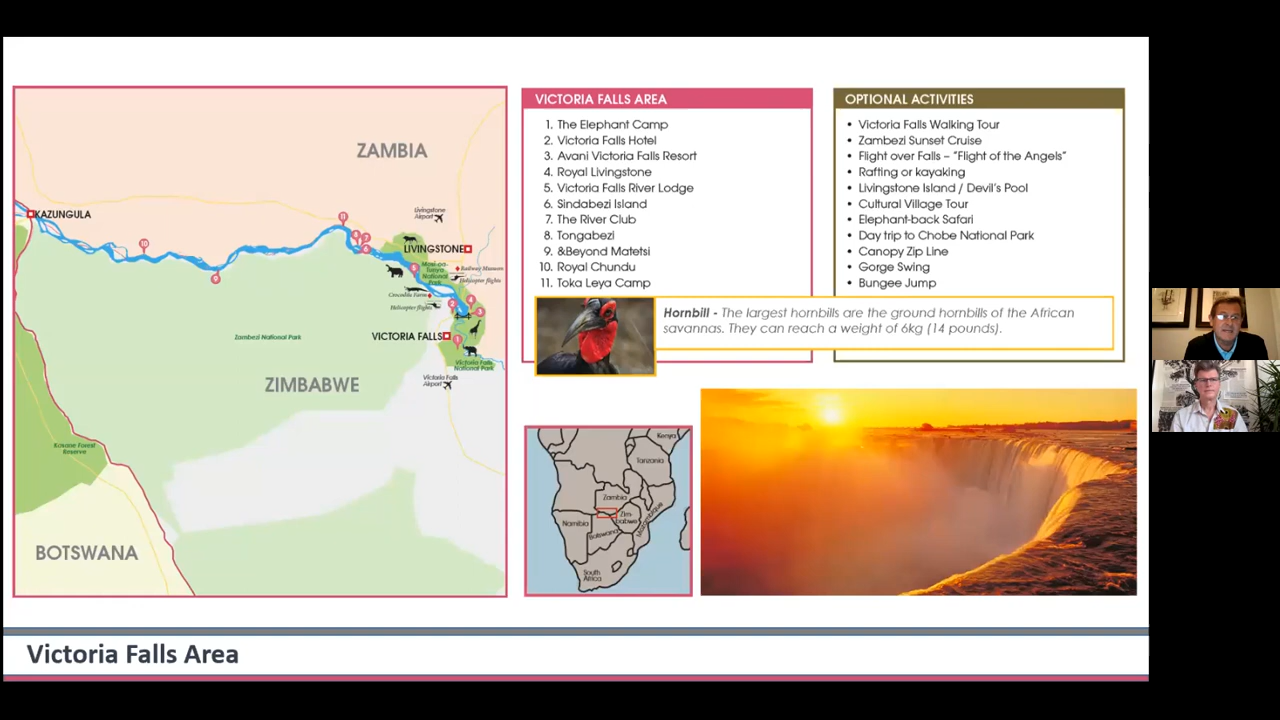 ZAMBIA
KAZUNGULA
11
Livingstone
Airport
10
9
LIVINGSTONE
Mosi-oa-
Tunya
National
Park
Railway Museum
Helicopter flights
Crocodile Farm
Helicopter flights
VICTORIA FALLS
Zambezi National Park
Victoria Falls
National Park
Victoria Falls
Airport
ZIMBABWE
Kasane Forest
Reserve
BOTSWANA
VICTORIA FALLS AREA
1. The Elephant Camp
2. Victoria Falls Hotel
3. Avani Victoria Falls Resort
4. Royal Livingstone
5. Victoria Falls River Lodge
6. Sindabezi Island
7. The River Club
8. Tongabezi
9. &Beyond Matetsi
10. Royal Chundu
11. Toka Leya Camp
OPTIONAL ACTIVITIES
• Victoria Falls Walking Tour
• Zambezi Sunset Cruise
• Flight over Falls – “Flight of the Angels”
• Rafting or kayaking
• Livingstone Island / Devil’s Pool
• Cultural Village Tour
• Elephant-back Safari
• Day trip to Chobe National Park
• Canopy Zip Line
• Gorge Swing
• Bungee Jump
Hornbill - The largest hornbills are the ground hornbills of the African
savannas. They can reach a weight of 6kg (14 pounds).
Kenya
Tanzania
Zambia
Zim-
babwe
Mozambique
Namibia
Botswana
South
Africa
Victoria Falls Area